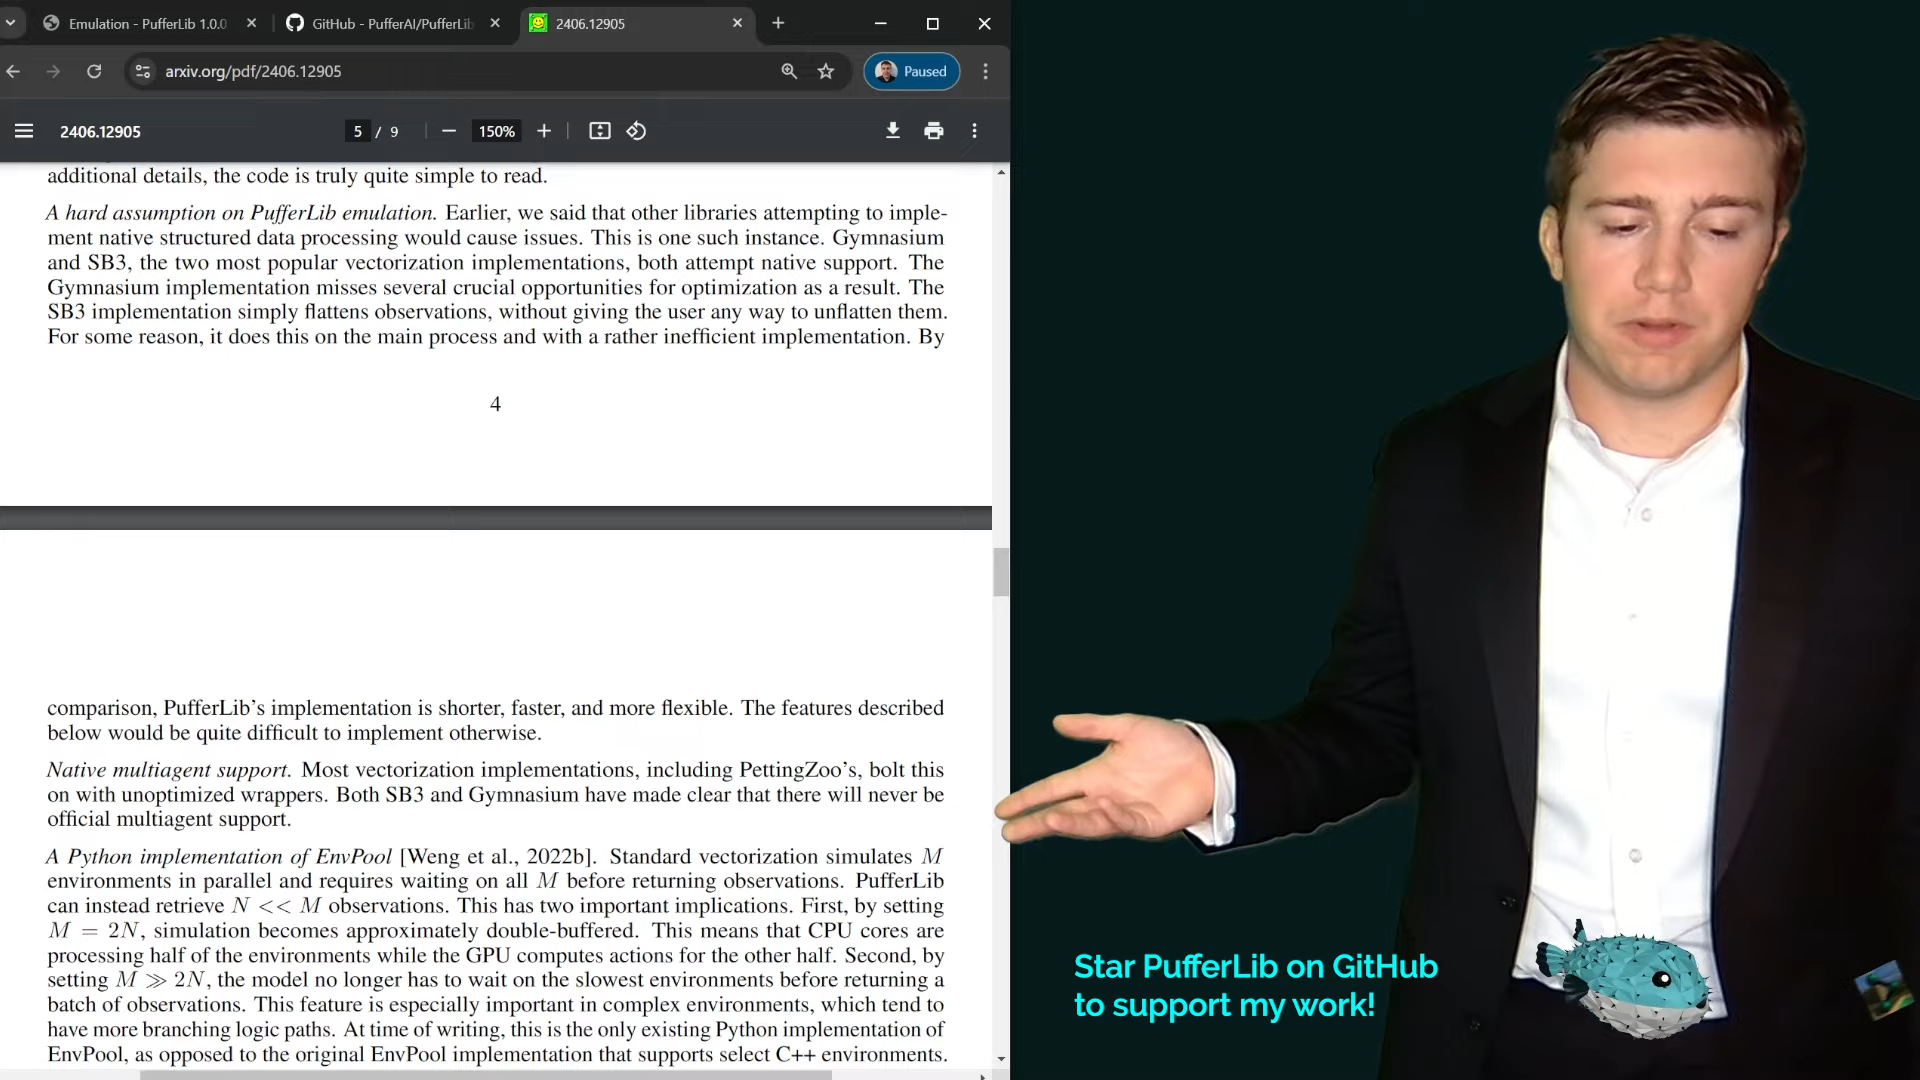 Emulation - PufferLib 1.0.0
GitHub - PufferAI/PufferLib
2406.12905
arxiv.org/pdf/2406.12905
Paused
2406.12905
5 / 9
150%
additional details, the code is truly quite simple to read.
A hard assumption on PufferLib emulation. Earlier, we said that other libraries attempting to imple-
ment native structured data processing would cause issues. This is one such instance. Gymnasium
and SB3, the two most popular vectorization implementations, both attempt native support. The
Gymnasium implementation misses several crucial opportunities for optimization as a result. The
SB3 implementation simply flattens observations, without giving the user any way to unflatten them.
For some reason, it does this on the main process and with a rather inefficient implementation. By
4
comparison, PufferLib's implementation is shorter, faster, and more flexible. The features described
below would be quite difficult to implement otherwise.
Native multiagent support. Most vectorization implementations, including PettingZoo's, bolt this
on with unoptimized wrappers. Both SB3 and Gymnasium have made clear that there will never be
official multiagent support.
A Python implementation of EnvPool [Weng et al., 2022b]. Standard vectorization simulates M
environments in parallel and requires waiting on all M before returning observations. PufferLib
can instead retrieve N << M observations. This has two important implications. First, by setting
M = 2N, simulation becomes approximately double-buffered. This means that CPU cores are
processing half of the environments while the GPU computes actions for the other half. Second, by
setting M ≫ 2N, the model no longer has to wait on the slowest environments before returning a
batch of observations. This feature is especially important in complex environments, which tend to
have more branching logic paths. At time of writing, this is the only existing Python implementation of
EnvPool, as opposed to the original EnvPool implementation that supports select C++ environments.
Star PufferLib on GitHub
to support my work!